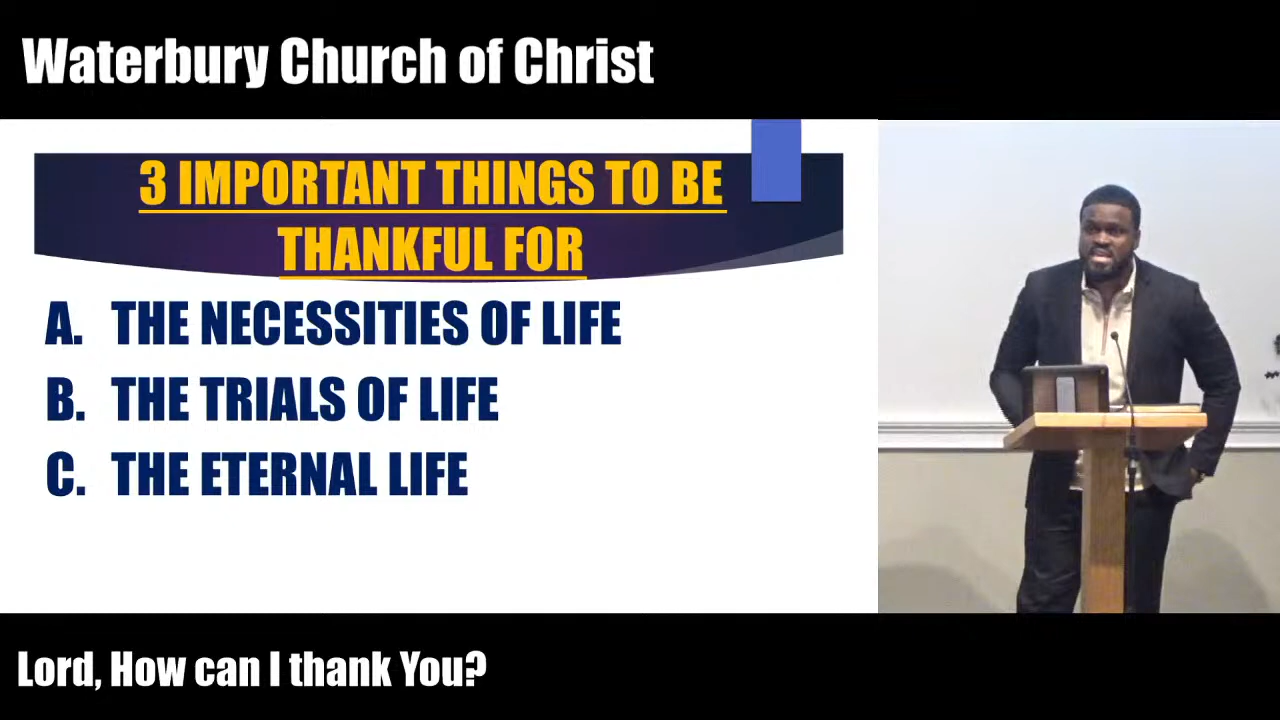 Waterbury Church of Christ
3 IMPORTANT THINGS TO BE
THANKFUL FOR
A. THE NECESSITIES OF LIFE
B. THE TRIALS OF LIFE
C. THE ETERNAL LIFE
Lord, How can I thank You?